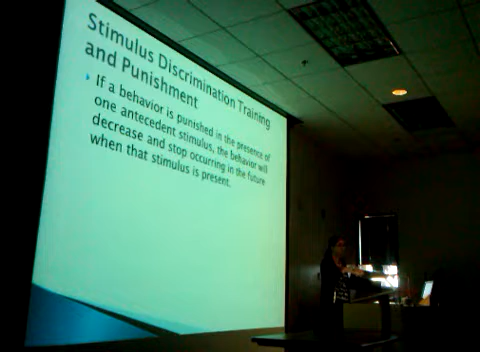 Stimulus Discrimination Training
and Punishment
If a behavior is punished in the presence of
one antecedent stimulus, the behavior will
decrease and stop occurring in the future
when that stimulus is present.